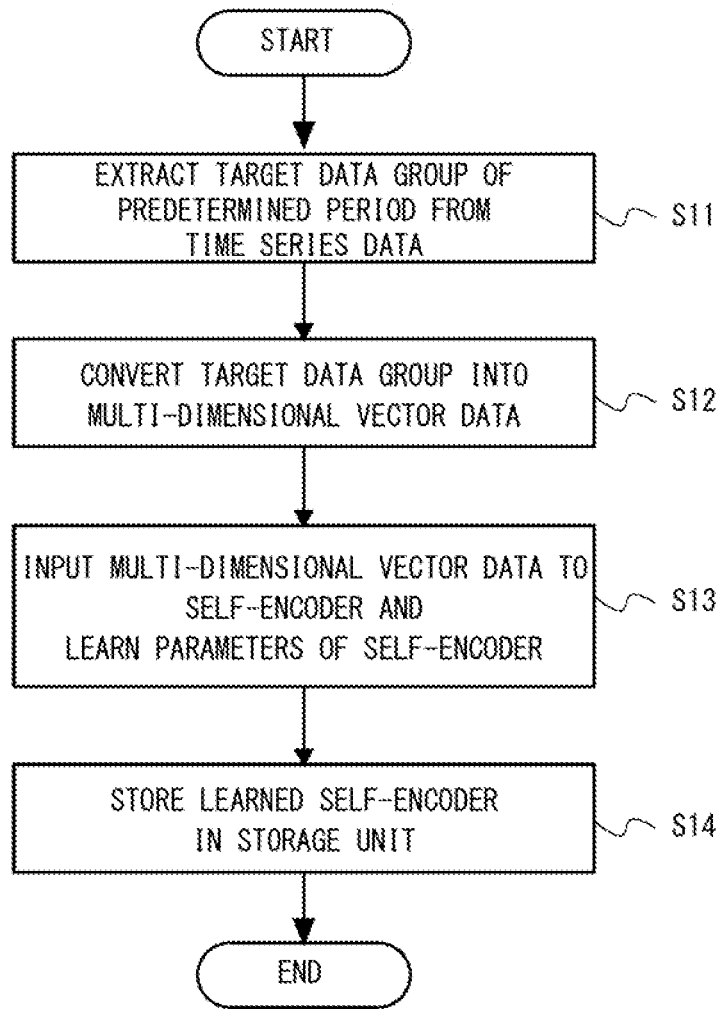 START
EXTRACT TARGET DATA GROUP OF
PREDETERMINED PERIOD FROM
TIME SERIES DATA
S11
CONVERT TARGET DATA GROUP INTO
MULTI-DIMENSIONAL VECTOR DATA
S12
INPUT MULTI-DIMENSIONAL VECTOR DATA TO
SELF-ENCODER AND
LEARN PARAMETERS OF SELF-ENCODER
S13
STORE LEARNED SELF-ENCODER
IN STORAGE UNIT
S14
END